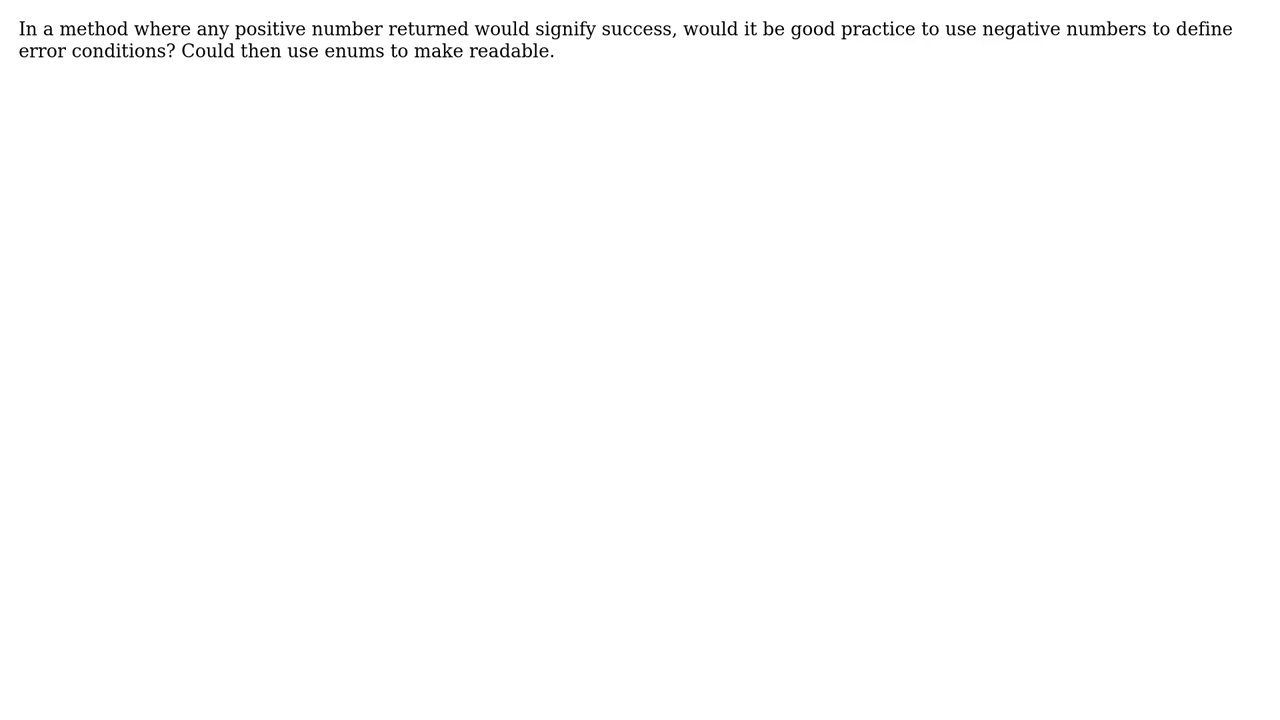 In a method where any positive number returned would signify success, would it be good practice to use negative numbers to define
error conditions? Could then use enums to make readable.